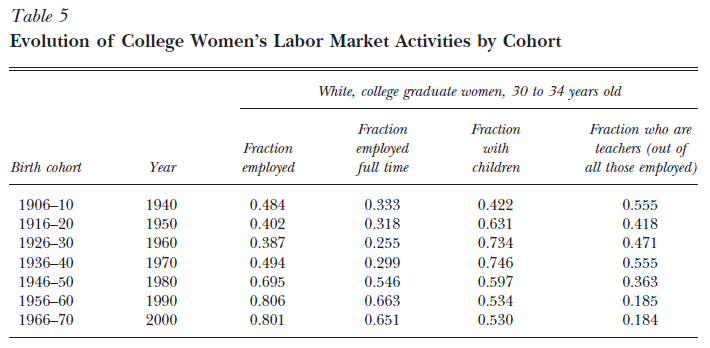 Table 5
Evolution of College Women's Labor Market Activities by Cohort
White, college graduate women, 30 to 34 years old
Birth cohort Year Fraction employed Fraction employed full time Fraction with children Fraction who are teachers (out of all those employed)
1906–10 1940 0.484 0.333 0.422 0.555
1916–20 1950 0.402 0.318 0.631 0.418
1926–30 1960 0.387 0.255 0.734 0.471
1936–40 1970 0.494 0.299 0.746 0.555
1946–50 1980 0.695 0.546 0.597 0.363
1956–60 1990 0.806 0.663 0.534 0.185
1966–70 2000 0.801 0.651 0.530 0.184